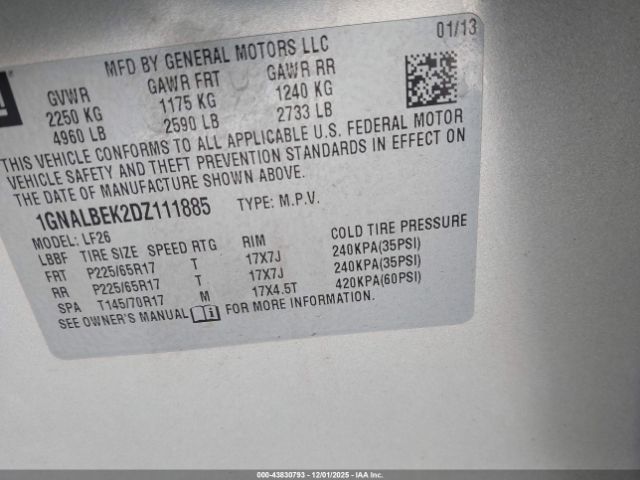 01/13
GM
MFD BY GENERAL MOTORS LLC
GVWR GAWR FRT GAWR RR
2250 KG 1175 KG 1240 KG
4960 LB 2590 LB 2733 LB
THIS VEHICLE CONFORMS TO ALL APPLICABLE U.S. FEDERAL MOTOR
VEHICLE SAFETY AND THEFT PREVENTION STANDARDS IN EFFECT ON
THE DATE OF MANUFACTURE SHOWN ABOVE.
1GNALBEK2DZ111885 TYPE: M.P.V.
MODEL: LF26
LBBF TIRE SIZE SPEED RTG RIM COLD TIRE PRESSURE
FRT P225/65R17 T 17X7J 240KPA(35PSI)
RR P225/65R17 T 17X7J 240KPA(35PSI)
SPA T145/70R17 M 17X4.5T 420KPA(60PSI)
SEE OWNER'S MANUAL FOR MORE INFORMATION.
000-43830793 - 12/01/2025 - IAA, Inc.